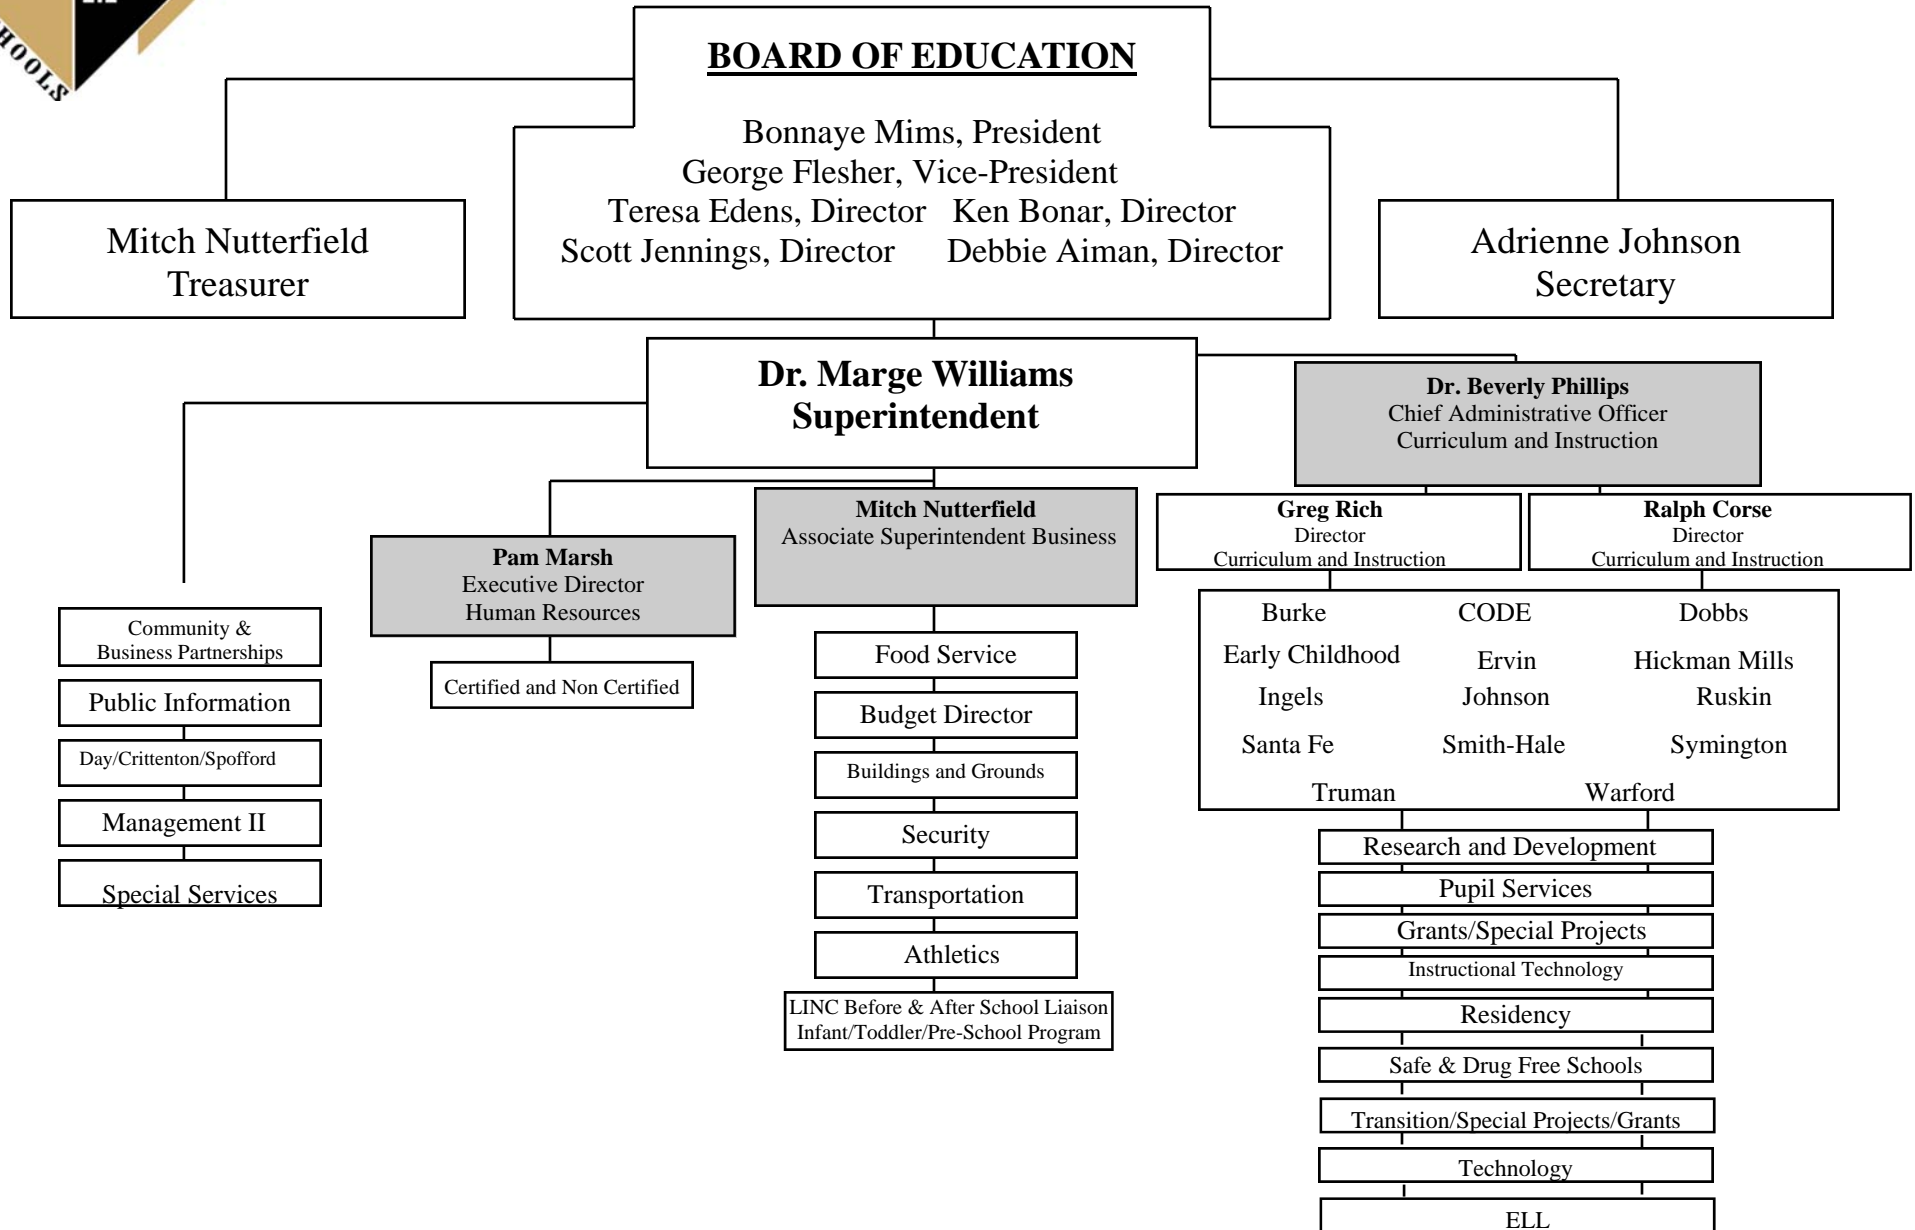 HOOLS
BOARD OF EDUCATION
Bonnaye Mims, President
George Flesher, Vice-President
Teresa Edens, Director Ken Bonar, Director
Scott Jennings, Director Debbie Aiman, Director
Mitch Nutterfield
Treasurer
Adrienne Johnson
Secretary
Dr. Marge Williams
Superintendent
Dr. Beverly Phillips
Chief Administrative Officer
Curriculum and Instruction
Pam Marsh
Executive Director
Human Resources
Mitch Nutterfield
Associate Superintendent Business
Greg Rich
Director
Curriculum and Instruction
Ralph Corse
Director
Curriculum and Instruction
Community &
Business Partnerships
Public Information
Day/Crittenton/Spofford
Management II
Special Services
Certified and Non Certified
Food Service
Budget Director
Buildings and Grounds
Security
Transportation
Athletics
LINC Before & After School Liaison
Infant/Toddler/Pre-School Program
Burke CODE Dobbs
Early Childhood Ervin Hickman Mills
Ingels Johnson Ruskin
Santa Fe Smith-Hale Symington
Truman Warford
Research and Development
Pupil Services
Grants/Special Projects
Instructional Technology
Residency
Safe & Drug Free Schools
Transition/Special Projects/Grants
Technology
ELL